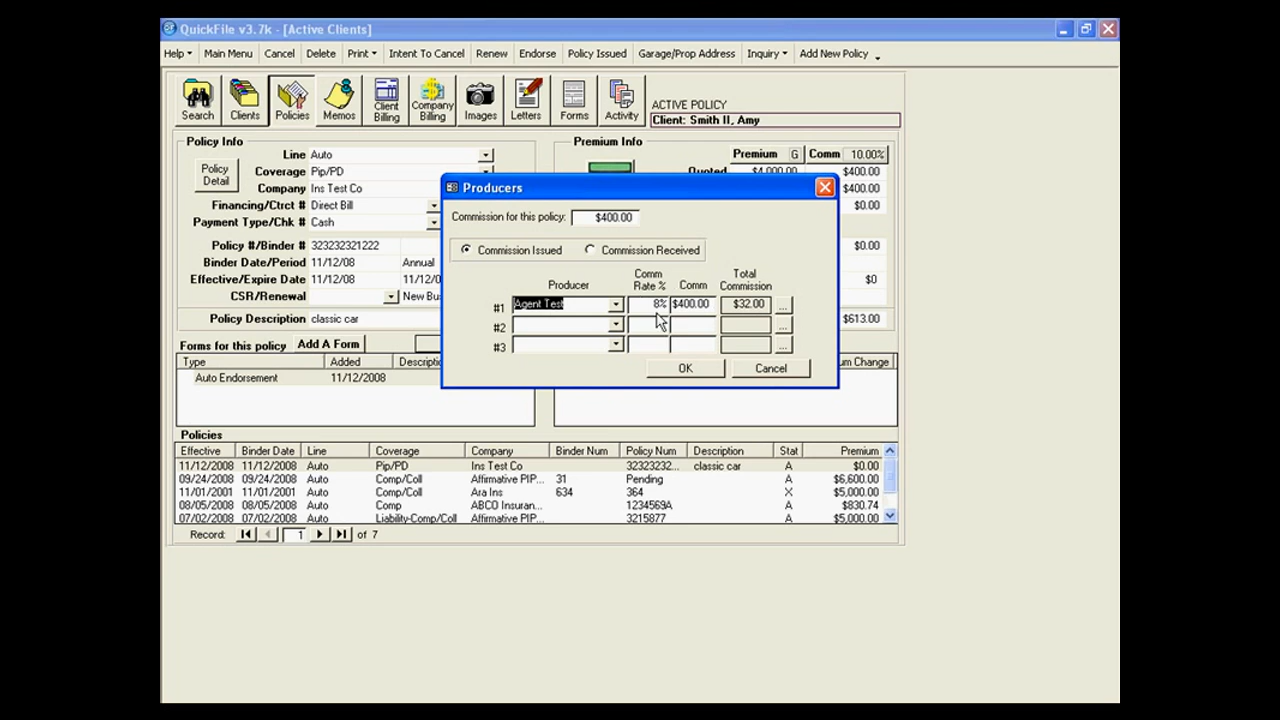 QuickFile v3.7k - [Active Clients]
Help Main Menu Cancel Delete Print Intent To Cancel Renew Endorse Policy Issued Garage/Prop Address Inquiry Add New Policy
Search Clients Policies Memos Client Billing Company Billing Images Letters Forms Activity
ACTIVE POLICY
Client: Smith II, Amy
Policy Info
Premium Info
Policy Detail
Line Auto
Premium G Comm 10.00%
Coverage Pip/PD
Quoted $4,000.00 $400.00
Company Ins Test Co
$400.00
Financing/Ctrct # Direct Bill
$0.00
Payment Type/Chk # Cash
Policy #/Binder # 323232321222
$0.00
Binder Date/Period 11/12/08 Annual
Effective/Expire Date 11/12/08 11/12/0
$0
CSR/Renewal New Bu
Policy Description classic car
$613.00
Producers
Commission for this policy: $400.00
Commission Issued Commission Received
Producer Comm Rate % Comm Total Commission
#1 Agent Test 8% $400.00 $32.00 ...
#2 ...
#3 ...
OK Cancel
Forms for this policy Add A Form
Type Added Descripti
um Change
Auto Endorsement 11/12/2008
Policies
Effective Binder Date Line Coverage Company Binder Num Policy Num Description Stat Premium
11/12/2008 11/12/2008 Auto Pip/PD Ins Test Co 32323232... classic car A $0.00
09/24/2008 09/24/2008 Auto Comp/Coll Affirmative PIP... 31 Pending A $6,600.00
11/01/2001 11/01/2001 Auto Comp/Coll Ara Ins 634 364 X $5,000.00
08/05/2008 08/05/2008 Auto Comp ABCO Insuran... 1234569A A $830.74
07/02/2008 07/02/2008 Auto Liability-Comp/Coll Affirmative PIP... 3215877 A $5,000.00
Record: 1 of 7